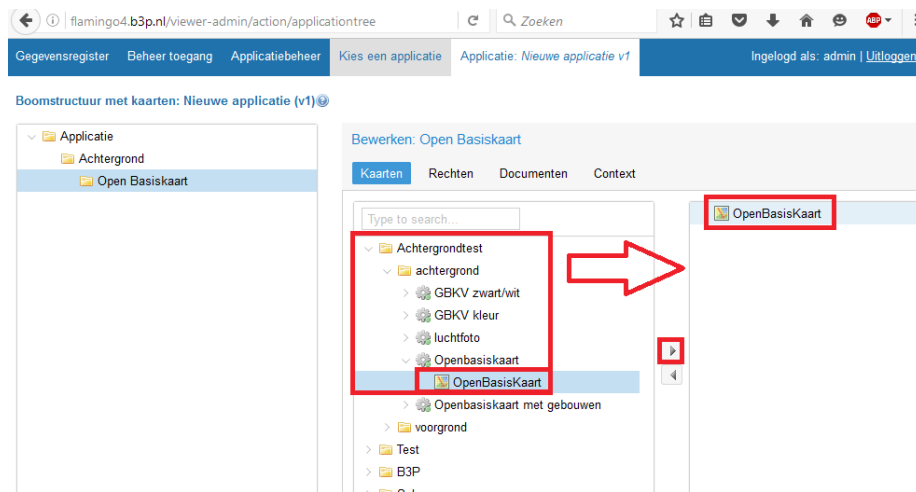 flamingo4.b3p.nl/viewer-admin/action/applicationtree
Zoeken
ABP
Gegevensregister Beheer toegang Applicatiebeheer Kies een applicatie Applicatie: Nieuwe applicatie v1 Ingelogd als: admin | Uitloggen
Boomstructuur met kaarten: Nieuwe applicatie (v1)
Applicatie
Achtergrond
Open Basiskaart
Bewerken: Open Basiskaart
Kaarten Rechten Documenten Context
Type to search...
Achtergrondtest
achtergrond
GBKV zwart/wit
GBKV kleur
luchtfoto
Openbasiskaart
OpenBasisKaart
Openbasiskaart met gebouwen
voorgrond
Test
B3P
OpenBasisKaart